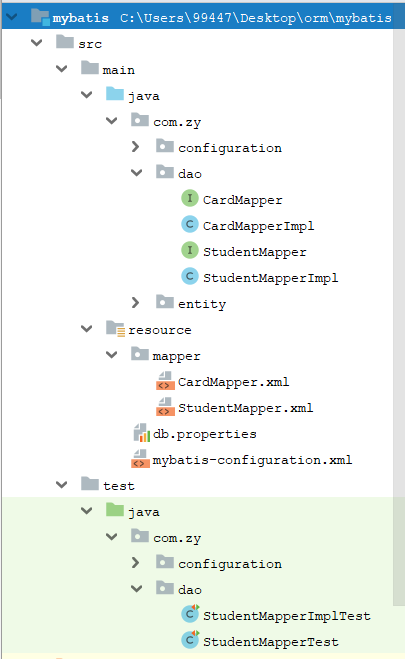 mybatis C:\Users\99447\Desktop\orm\mybatis
src
main
java
com.zy
configuration
dao
I CardMapper
C CardMapperImpl
I StudentMapper
C StudentMapperImpl
entity
resource
mapper
CardMapper.xml
StudentMapper.xml
db.properties
mybatis-configuration.xml
test
java
com.zy
configuration
dao
C StudentMapperImplTest
C StudentMapperTest